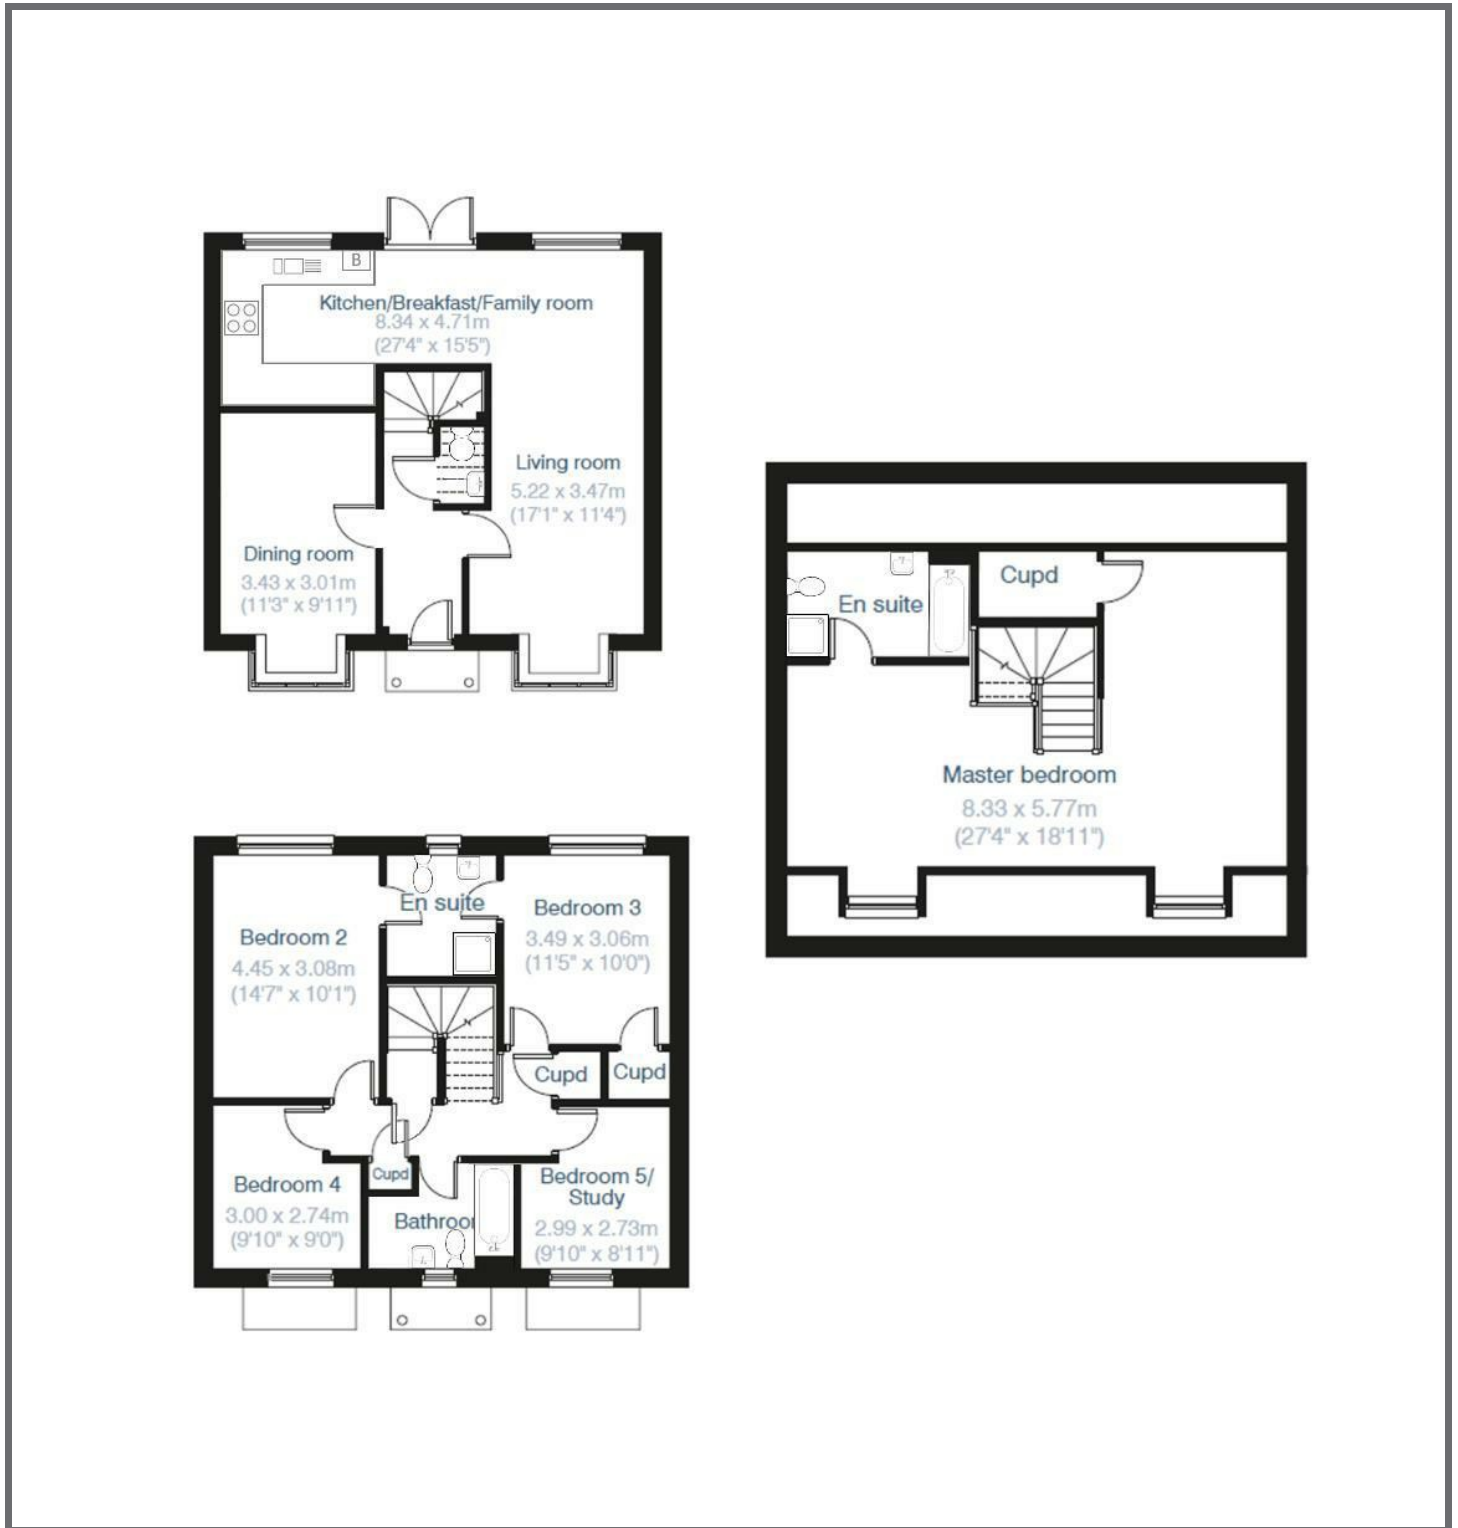 B
Kitchen/Breakfast/Family room
8.34 x 4.71m
(27'4" x 15'5")
Living room
5.22 x 3.47m
(17'1" x 11'4")
Dining room
3.43 x 3.01m
(11'3" x 9'11")
Cupd
En suite
Master bedroom
8.33 x 5.77m
(27'4" x 18'11")
En suite
Bedroom 2
4.45 x 3.08m
(14'7" x 10'1")
Bedroom 3
3.49 x 3.06m
(11'5" x 10'0")
Cupd
Cupd
Cupd
Bedroom 4
3.00 x 2.74m
(9'10" x 9'0")
Bathroo
Bedroom 5/
Study
2.99 x 2.73m
(9'10" x 8'11")